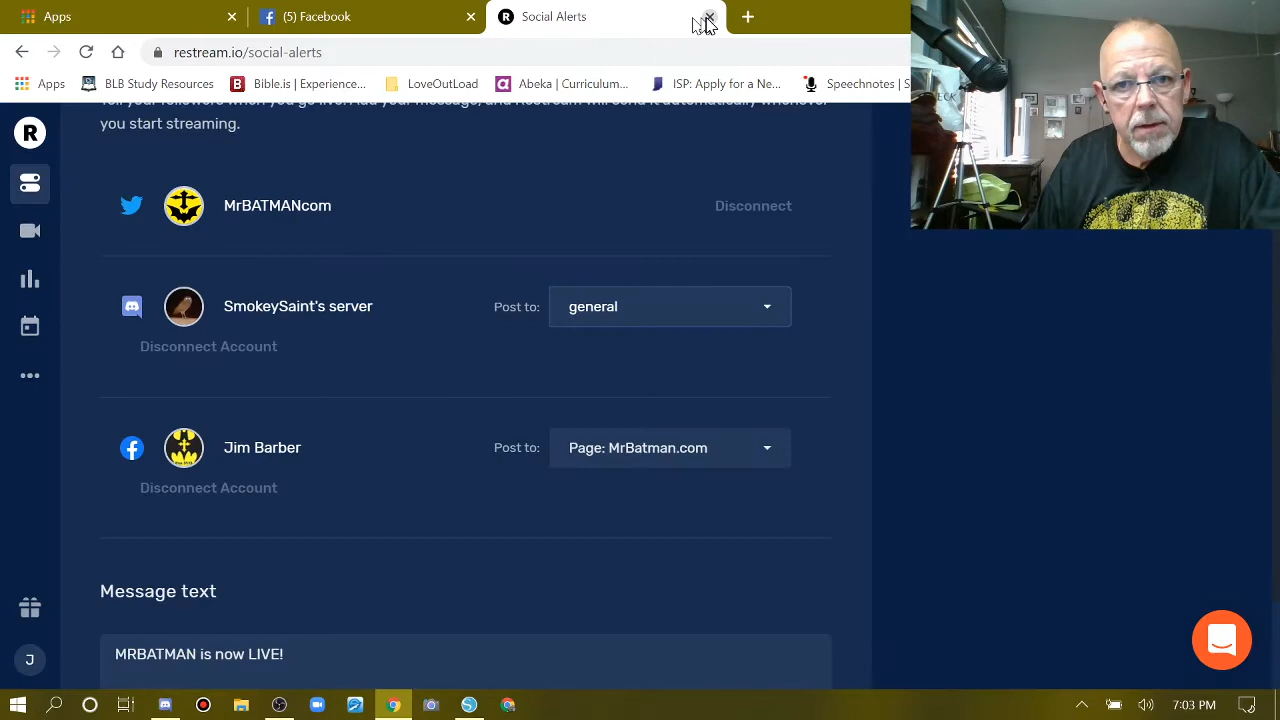 Apps
(5) Facebook
Social Alerts
restream.io/social-alerts
Apps
BLB Study Resources
Bible.is | Experience...
LoadOutLoad
Abeka | Curriculum...
ISP: Apply for a Ne...
Speechnotes | S
you start streaming.
MrBATMANcom
Disconnect
SmokeySaint's server
Post to:
general
Disconnect Account
Jim Barber
Post to:
Page: MrBatman.com
Disconnect Account
Message text
MRBATMAN is now LIVE!
J
7:03 PM